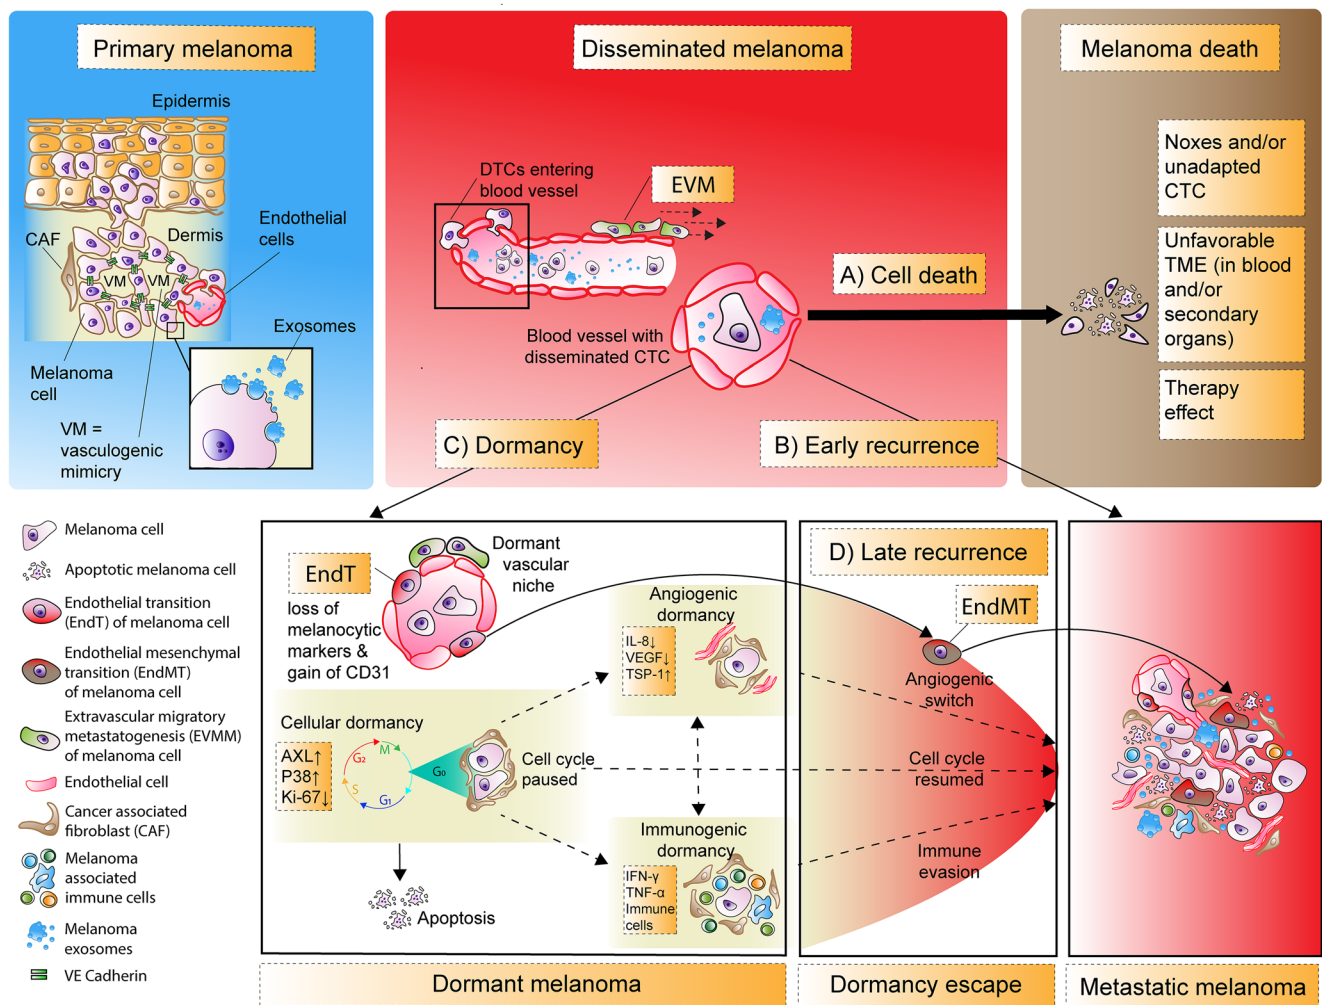 Primary melanoma
Epidermis
CAF
Dermis
Endothelial
cells
VM
VM
Exosomes
Melanoma
cell
VM =
vasculogenic
mimicry
Disseminated melanoma
DTCs entering
blood vessel
EVM
A) Cell death
Blood vessel with
disseminated CTC
C) Dormancy
B) Early recurrence
Melanoma death
Noxes and/or
unadapted
CTC
Unfavorable
TME (in blood
and/or
secondary
organs)
Therapy
effect
Melanoma cell
Apoptotic melanoma cell
Endothelial transition
(EndT) of melanoma cell
Endothelial mesenchymal
transition (EndMT)
of melanoma cell
Extravascular migratory
metastatogenesis (EVMM)
of melanoma cell
Endothelial cell
Cancer associated
fibroblast (CAF)
Melanoma
associated
immune cells
Melanoma
exosomes
VE Cadherin
EndT
loss of
melanocytic
markers &
gain of CD31
Dormant
vascular
niche
Cellular dormancy
AXL↑
P38↑
Ki-67↓
G₂
M
S
G₁
G₀
Cell cycle
paused
Apoptosis
Angiogenic
dormancy
IL-8↓
VEGF↓
TSP-1↑
Immunogenic
dormancy
IFN-γ
TNF-α
Immune
cells
Dormant melanoma
D) Late recurrence
EndMT
Angiogenic
switch
Cell cycle
resumed
Immune
evasion
Dormancy escape
Metastatic melanoma